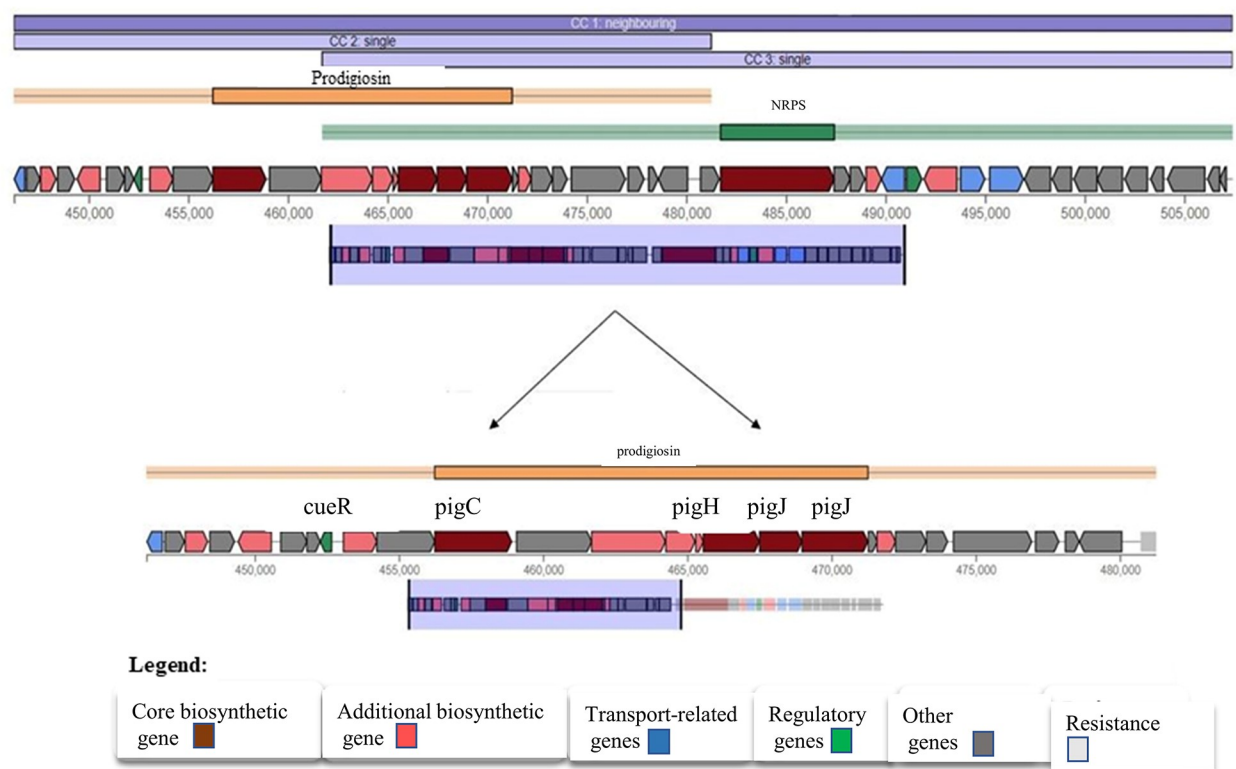 CC 1: neighbouring
CC 2: single
CC 3: single
Prodigiosin
NRPS
450,000 455,000 460,000 465,000 470,000 475,000 480,000 485,000 490,000 495,000 500,000 505,000
prodigiosin
cueR pigC pigH pigJ pigJ
450,000 455,000 460,000 465,000 470,000 475,000 480,000
Legend:
Core biosynthetic
gene
Additional biosynthetic
gene
Transport-related
genes
Regulatory
genes
Other
genes
Resistance